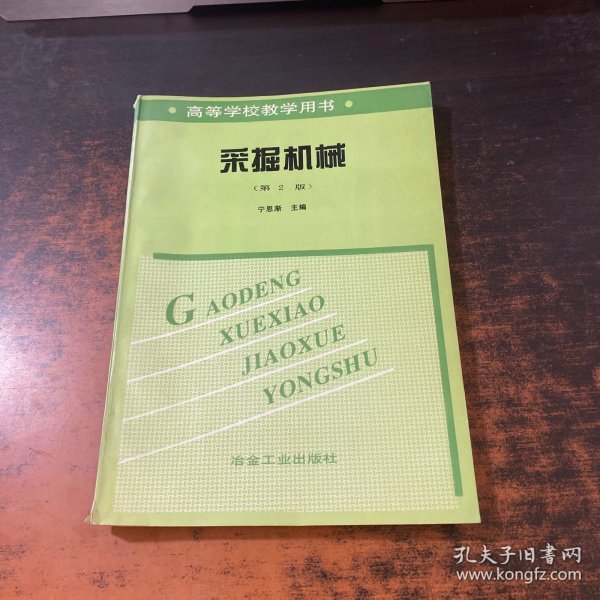 • 高等学校教学用书 •
采掘机械
（第 2 版）
宁恩渐 主编
GAODENG
XUEXIAO
JIAOXUE
YONGSHU
冶金工业出版社
孔夫子旧书网
www.kongfz.com